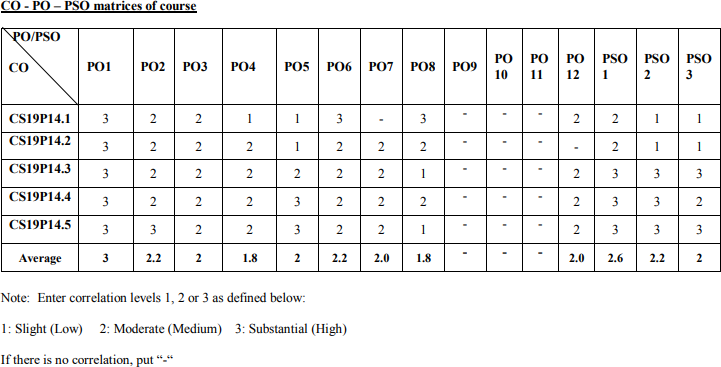 CO - PO – PSO matrices of course
PO/PSO CO PO1 PO2 PO3 PO4 PO5 PO6 PO7 PO8 PO9 PO 10 PO 11 PO 12 PSO 1 PSO 2 PSO 3
CS19P14.1 3 2 2 1 1 3 - 3 - - - 2 2 1 1
CS19P14.2 3 2 2 2 1 2 2 2 - - - - 2 1 1
CS19P14.3 3 2 2 2 2 2 2 1 - - - 2 3 3 3
CS19P14.4 3 2 2 2 3 2 2 2 - - - 2 3 3 2
CS19P14.5 3 3 2 2 3 2 2 1 - - - 2 3 3 3
Average 3 2.2 2 1.8 2 2.2 2.0 1.8 - - - 2.0 2.6 2.2 2
Note: Enter correlation levels 1, 2 or 3 as defined below:
1: Slight (Low) 2: Moderate (Medium) 3: Substantial (High)
If there is no correlation, put “-“